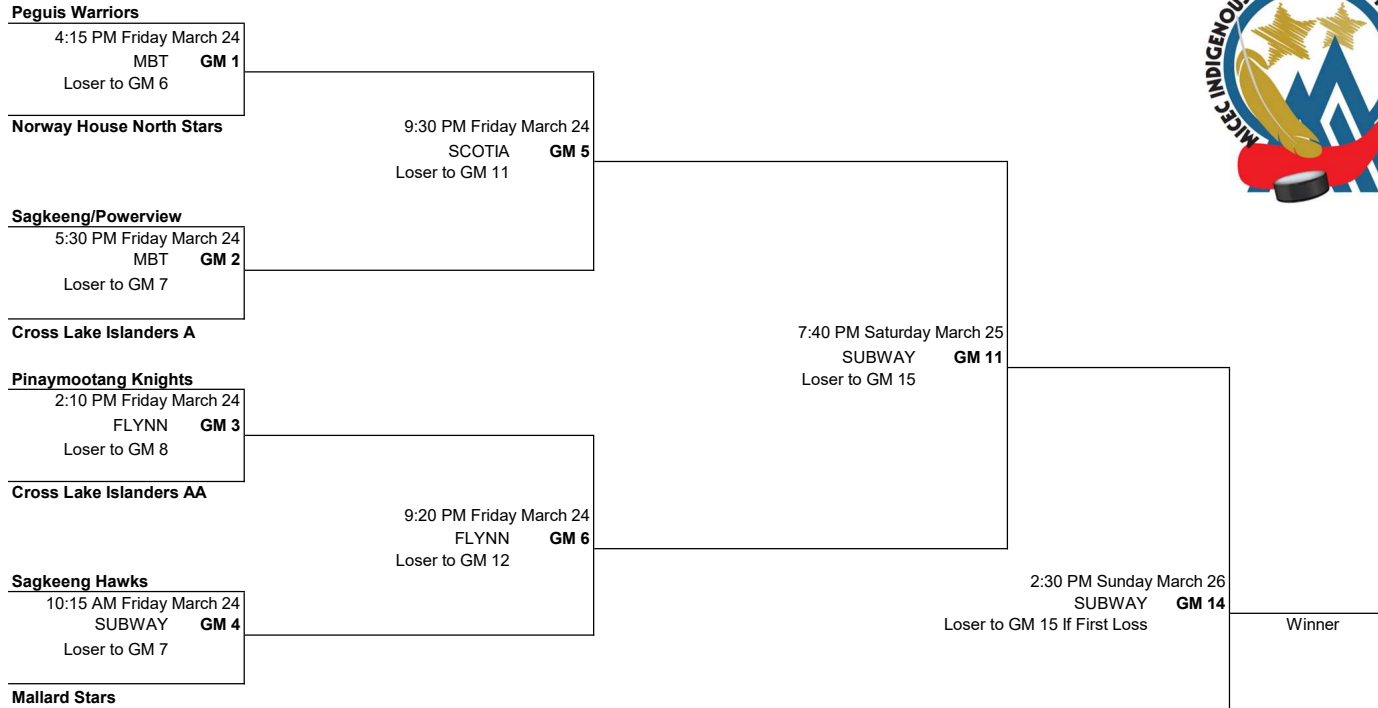 Peguis Warriors
4:15 PM Friday March 24
MBT GM 1
Loser to GM 6
Norway House North Stars
9:30 PM Friday March 24
SCOTIA GM 5
Loser to GM 11
Sagkeeng/Powerview
5:30 PM Friday March 24
MBT GM 2
Loser to GM 7
Cross Lake Islanders A
7:40 PM Saturday March 25
SUBWAY GM 11
Loser to GM 15
Pinaymootang Knights
2:10 PM Friday March 24
FLYNN GM 3
Loser to GM 8
Cross Lake Islanders AA
9:20 PM Friday March 24
FLYNN GM 6
Loser to GM 12
Sagkeeng Hawks
10:15 AM Friday March 24
SUBWAY GM 4
Loser to GM 7
Mallard Stars
2:30 PM Sunday March 26
SUBWAY GM 14
Loser to GM 15 If First Loss
Winner
MICEC INDIGENOUS